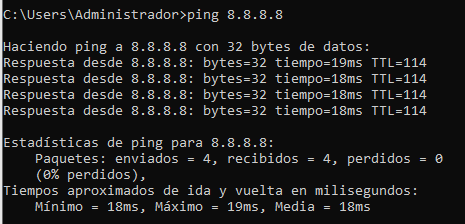 C:\Users\Administrador>ping 8.8.8.8
Haciendo ping a 8.8.8.8 con 32 bytes de datos:
Respuesta desde 8.8.8.8: bytes=32 tiempo=19ms TTL=114
Respuesta desde 8.8.8.8: bytes=32 tiempo=18ms TTL=114
Respuesta desde 8.8.8.8: bytes=32 tiempo=18ms TTL=114
Respuesta desde 8.8.8.8: bytes=32 tiempo=18ms TTL=114
Estadísticas de ping para 8.8.8.8:
Paquetes: enviados = 4, recibidos = 4, perdidos = 0
(0% perdidos),
Tiempos aproximados de ida y vuelta en milisegundos:
Mínimo = 18ms, Máximo = 19ms, Media = 18ms